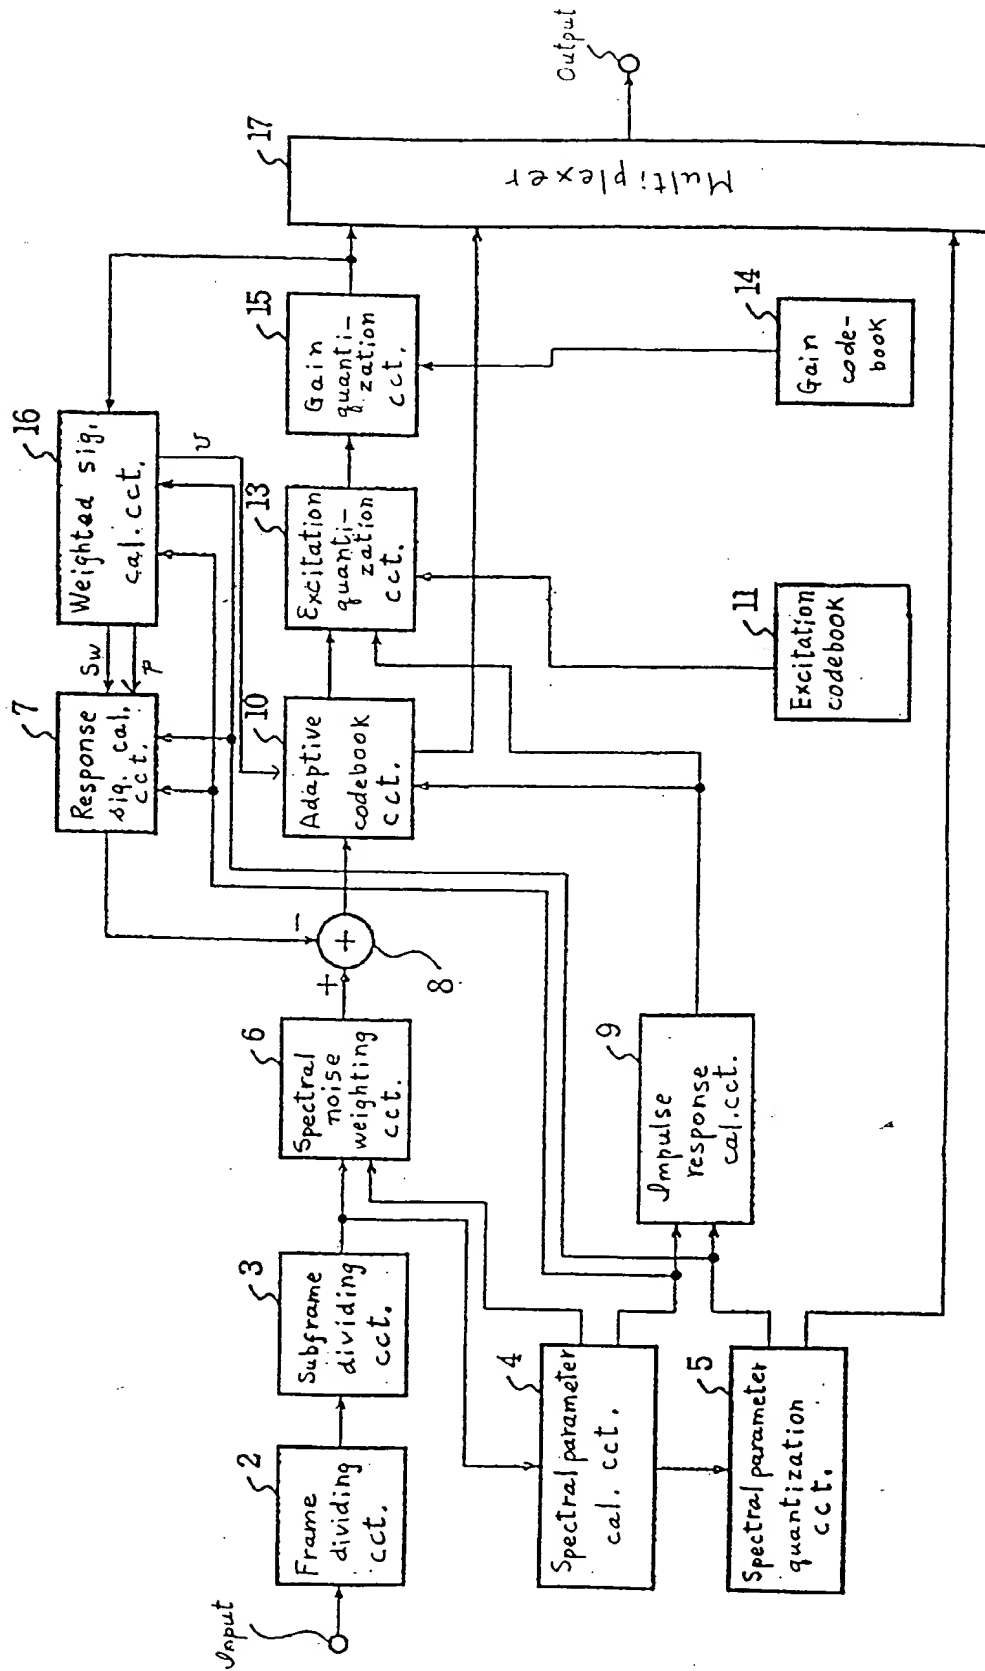 Input
2
Frame
dividing
cct.
3
Subframe
dividing
cct.
4
Spectral parameter
cal. cct.
5
Spectral parameter
quantization
cct.
6
Spectral
noise
weighting
cct.
+
-
+
8
7
Response
sig. cal.
cct.
Sw
P
16
Weighted sig.
cal. cct.
v
9
Impulse
response
cal. cct.
10
Adaptive
codebook
cct.
11
Excitation
codebook
13
Excitation
quanti-
zation
cct.
14
Gain
code-
book
15
Gain
quanti-
zation
cct.
17
Multiplexer
Output